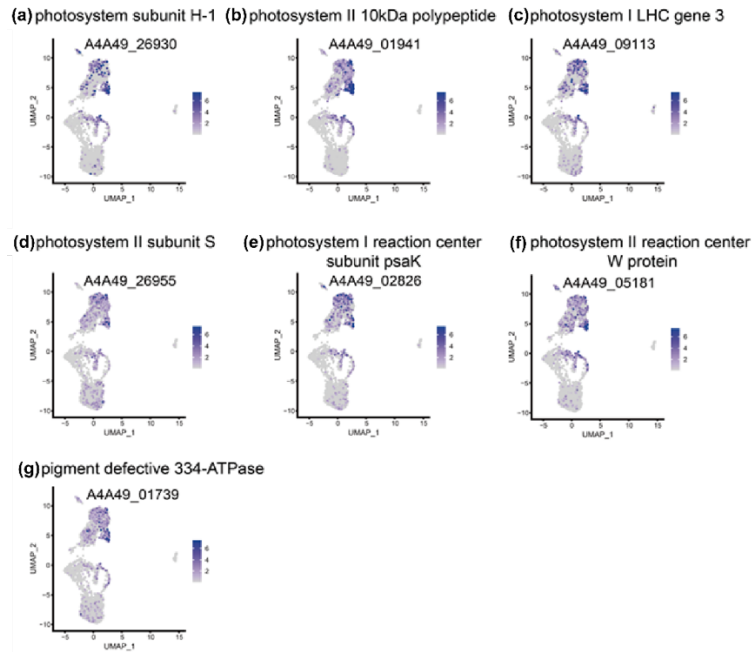 (a) photosystem subunit H-1
A4A49_26930
10
5
0
−5
−10
UMAP_2
−5 0 5 10 15
UMAP_1
6
4
2
(b) photosystem II 10kDa polypeptide
A4A49_01941
10
5
0
−5
−10
UMAP_2
−5 0 5 10 15
UMAP_1
6
4
2
(c) photosystem I LHC gene 3
A4A49_09113
10
5
0
−5
−10
UMAP_2
−5 0 5 10 15
UMAP_1
6
4
2
(d) photosystem II subunit S
A4A49_26955
10
5
0
−5
−10
UMAP_2
−5 0 5 10 15
UMAP_1
6
4
2
(e) photosystem I reaction center
subunit psaK
A4A49_02826
10
5
0
−5
−10
UMAP_2
−5 0 5 10 15
UMAP_1
6
4
2
(f) photosystem II reaction center
W protein
A4A49_05181
10
5
0
−5
−10
UMAP_2
−5 0 5 10 15
UMAP_1
6
4
2
(g) pigment defective 334-ATPase
A4A49_01739
10
5
0
−5
−10
UMAP_2
−5 0 5 10 15
UMAP_1
6
4
2